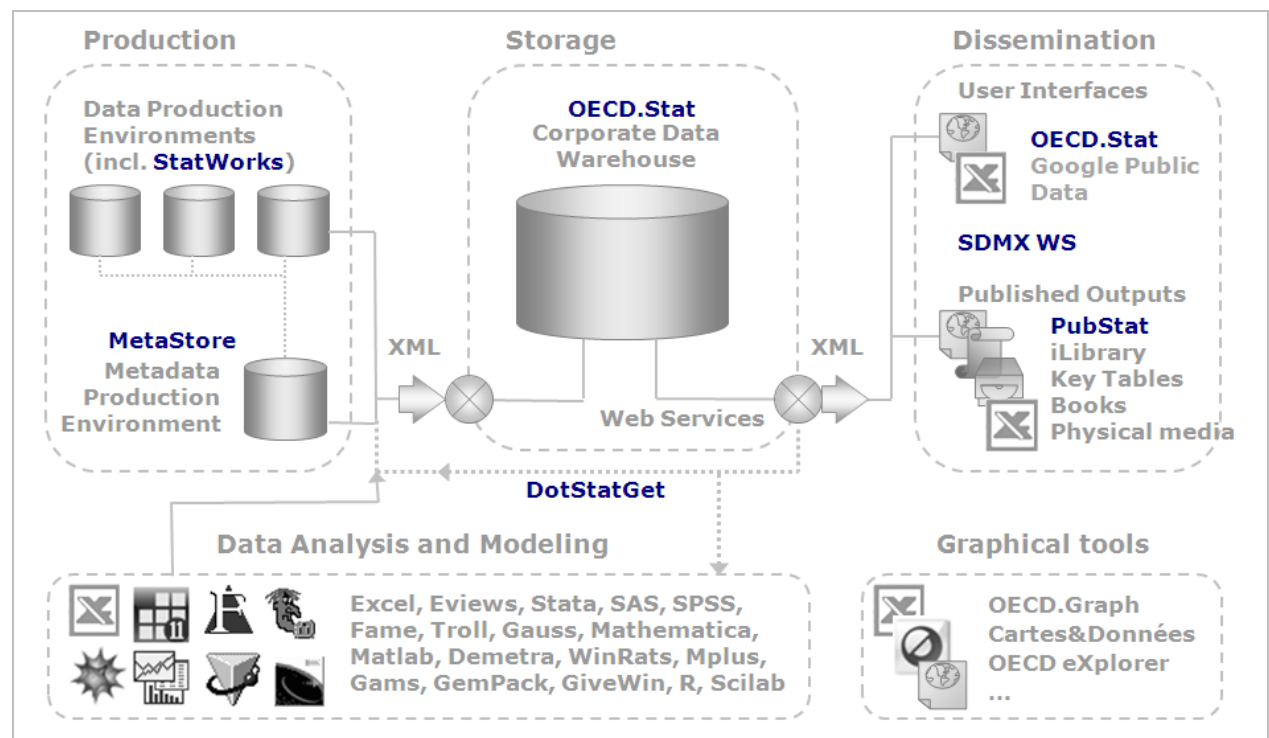 Production
Data Production
Environments
(incl. StatWorks)
MetaStore
Metadata
Production
Environment
XML
Storage
OECD.Stat
Corporate Data
Warehouse
Web Services
XML
DotStatGet
Dissemination
User Interfaces
OECD.Stat
Google Public
Data
SDMX WS
Published Outputs
PubStat
iLibrary
Key Tables
Books
Physical media
Data Analysis and Modeling
Excel, Eviews, Stata, SAS, SPSS,
Fame, Troll, Gauss, Mathematica,
Matlab, Demetra, WinRats, Mplus,
Gams, GemPack, GiveWin, R, Scilab
Graphical tools
OECD.Graph
Cartes&Données
OECD eXplorer
...